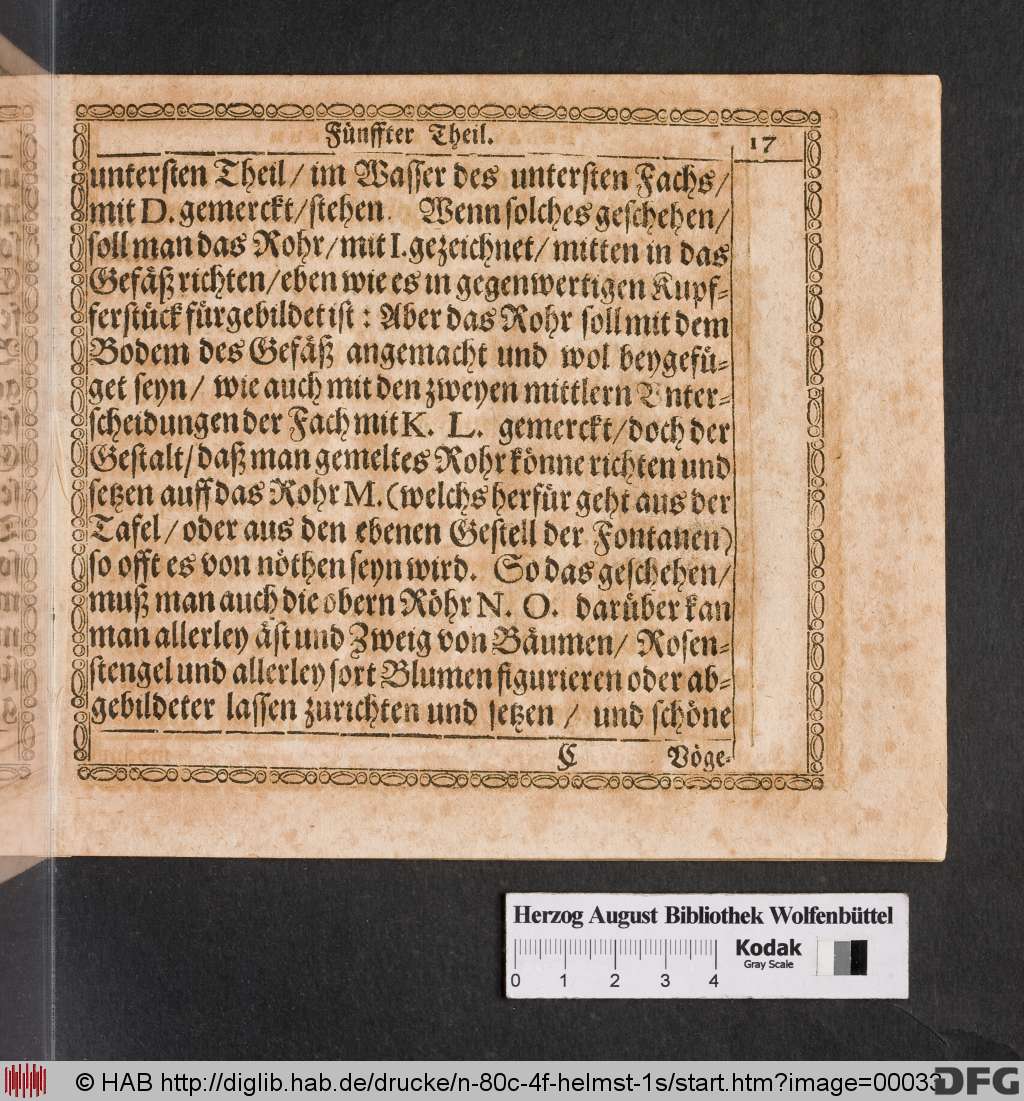 Fünffter Theil.
17
untersten Theil / im Wasser des untersten Fachs /
mit D. gemerckt / stehen. Wenn solches geschehen /
soll man das Rohr / mit I. gezeichnet / mitten in das
Gefäß richten / eben wie es in gegenwertigen Kupf-
ferstück fürgebildet ist : Aber das Rohr soll mit dem
Bodem des Gefäß angemacht und wol beygefü-
get seyn / wie auch mit den zweyen mittlern Unter-
scheidungen der Fach mit K. L. gemerckt / doch der
Gestalt / daß man gemeltes Rohr könne richten und
setzen auff das Rohr M. (welchs herfür geht aus der
Tafel / oder aus den ebenen Gestell der Fontanen)
so offt es von nöthen seyn wird. So das geschehen /
muß man auch die obern Röhr N. O. darüber kan
man allerley äst und Zweig von Bäumen / Rosen-
stengel und allerley sort Blumen figurieren oder ab-
gebildeter lassen zurichten und setzen / und schöne
C Vöge-
Herzog August Bibliothek Wolfenbüttel
0 1 2 3 4
Kodak
Gray Scale
© HAB http://diglib.hab.de/drucke/n-80c-4f-helmst-1s/start.htm?image=00033
DFG